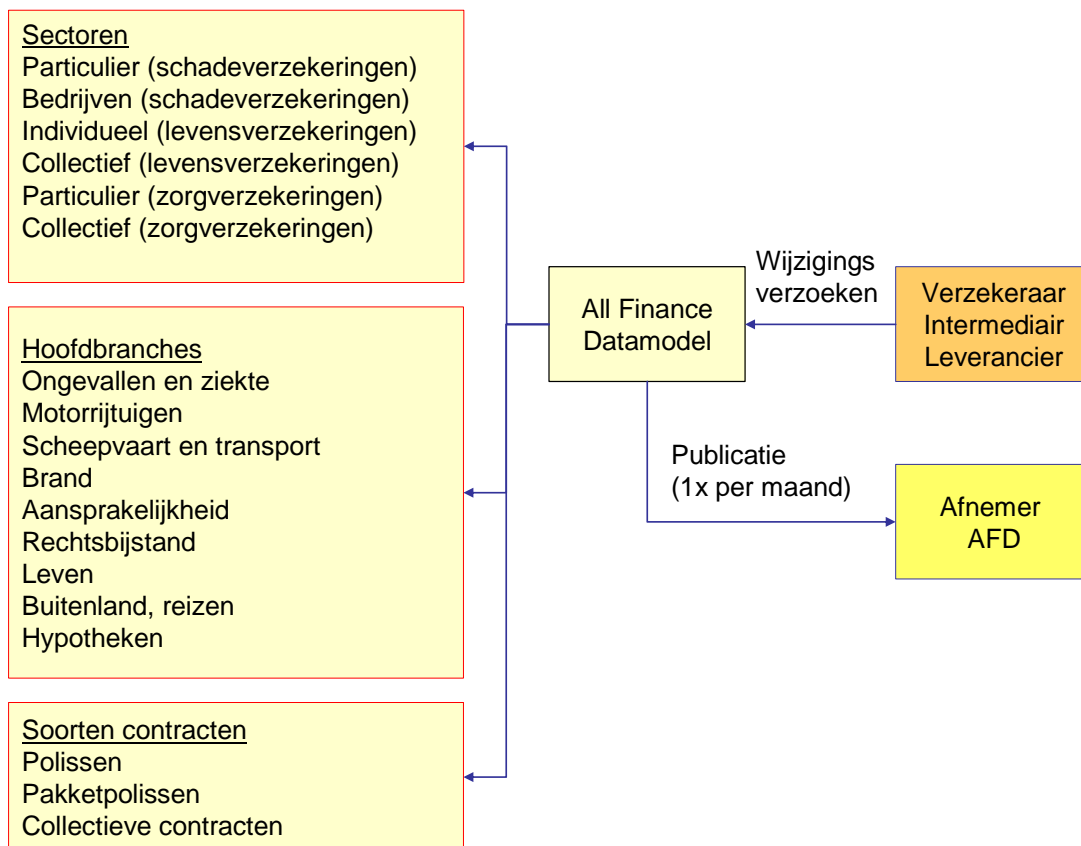 Sectoren
Particulier (schadeverzekeringen)
Bedrijven (schadeverzekeringen)
Individueel (levensverzekeringen)
Collectief (levensverzekeringen)
Particulier (zorgverzekeringen)
Collectief (zorgverzekeringen)
Hoofdbranches
Ongevallen en ziekte
Motorrijtuigen
Scheepvaart en transport
Brand
Aansprakelijkheid
Rechtsbijstand
Leven
Buitenland, reizen
Hypotheken
Soorten contracten
Polissen
Pakketpolissen
Collectieve contracten
All Finance
Datamodel
Wijzigings
verzoeken
Verzekeraar
Intermediair
Leverancier
Publicatie
(1x per maand)
Afnemer
AFD